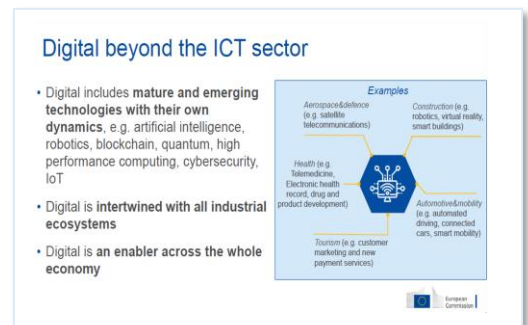 Digital beyond the ICT sector
• Digital includes mature and emerging
technologies with their own
dynamics, e.g. artificial intelligence,
robotics, blockchain, quantum, high
performance computing, cybersecurity,
IoT
• Digital is intertwined with all industrial
ecosystems
• Digital is an enabler across the whole
economy
Examples
Aerospace&defence
(e.g. satellite
telecommunications)
Construction (e.g.
robotics, virtual reality,
smart buildings)
Health (e.g.
Telemedicine,
Electronic health
record, drug and
product development)
Automotive&mobility
(e.g. automated
driving, connected
cars, smart mobility)
Tourism (e.g. customer
marketing and new
payment services)
European
Commission